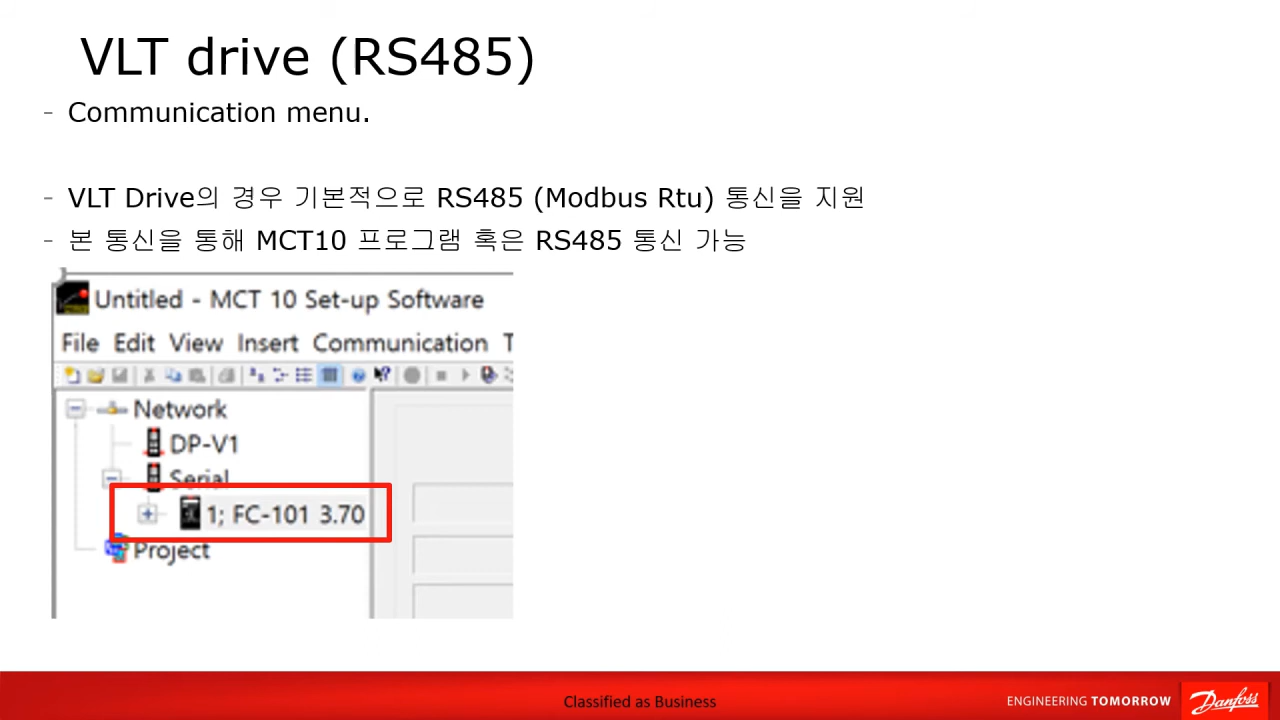 VLT drive (RS485)
- Communication menu.
- VLT Drive의 경우 기본적으로 RS485 (Modbus Rtu) 통신을 지원
- 본 통신을 통해 MCT10 프로그램 혹은 RS485 통신 가능
Untitled - MCT 10 Set-up Software
File Edit View Insert Communication T
Network
DP-V1
Serial
1; FC-101 3.70
Project
Classified as Business
ENGINEERING TOMORROW
Danfoss